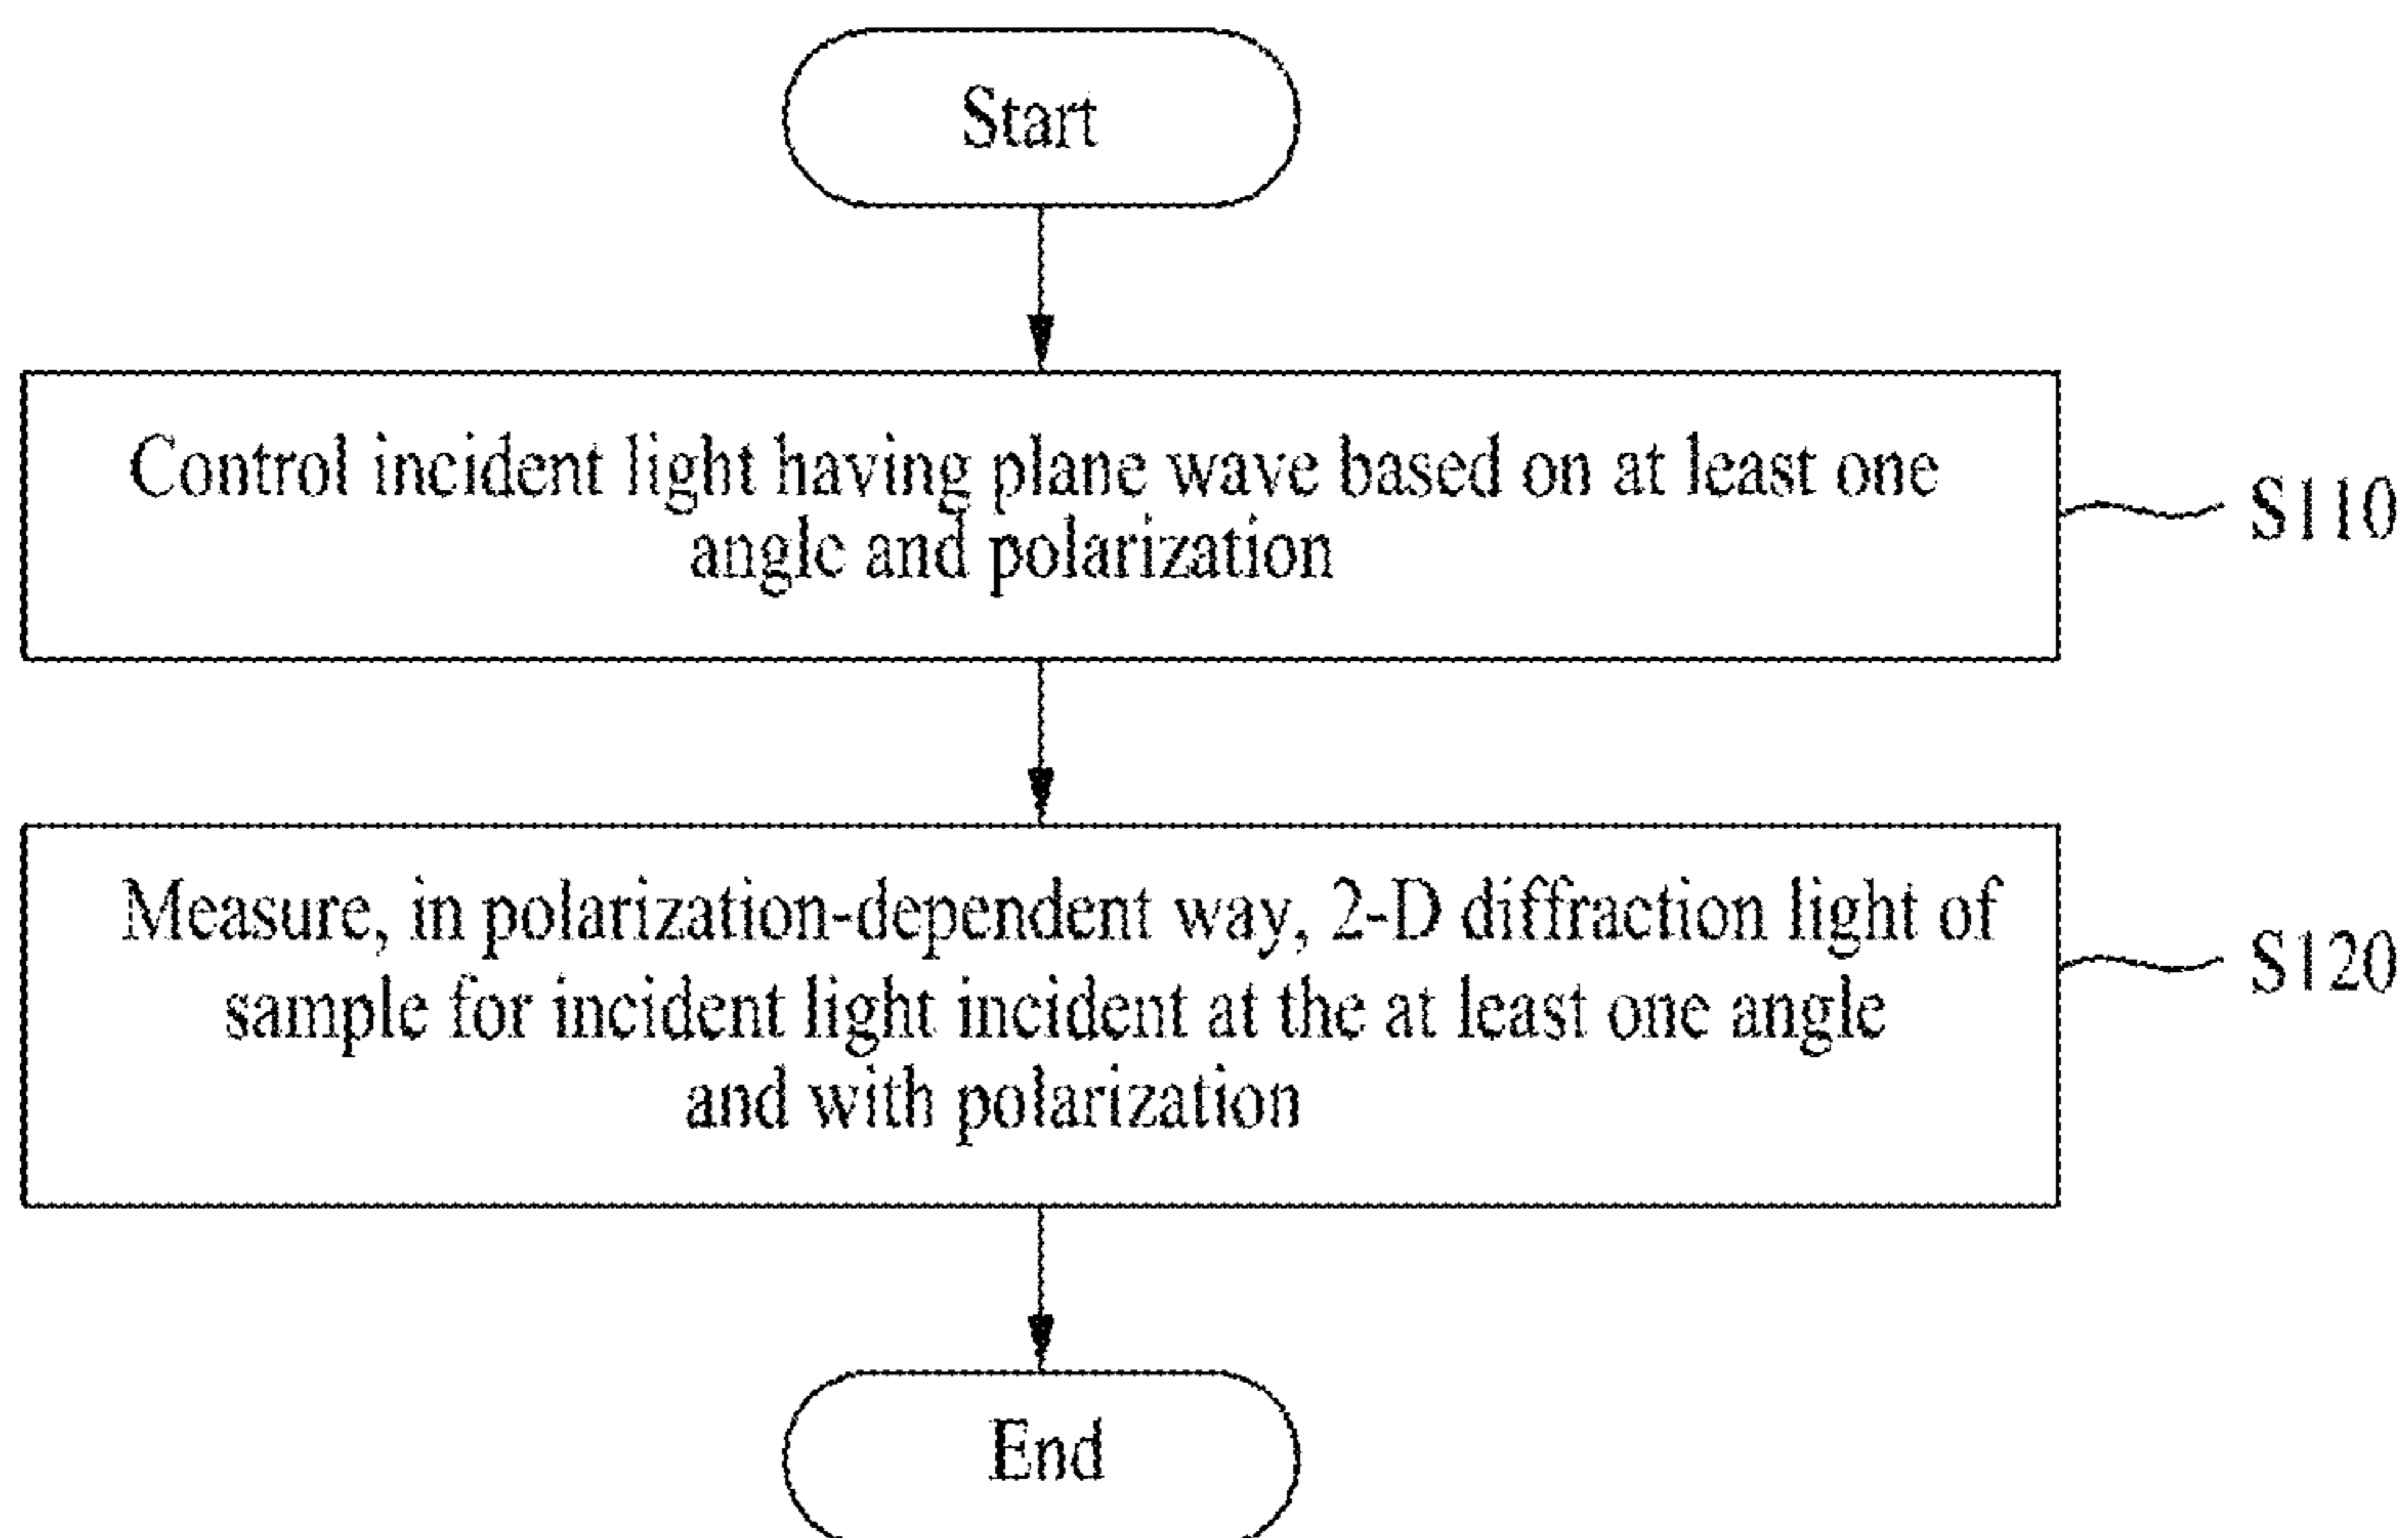 Start
Control incident light having plane wave based on at least one
angle and polarization
S110
Measure, in polarization-dependent way, 2-D diffraction light of
sample for incident light incident at the at least one angle
and with polarization
S120
End